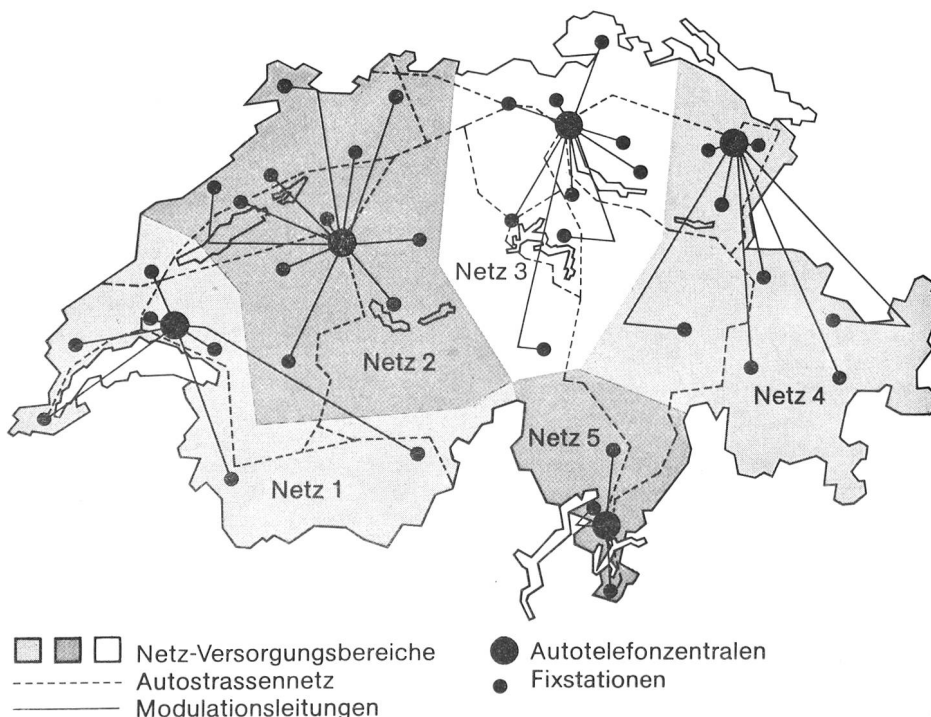 Netz 3
Netz 2
Netz 4
Netz 5
Netz 1
Netz-Versorgungsbereiche
Autostrassennetz
Modulationsleitungen
Autotelefonzentralen
Fixstationen